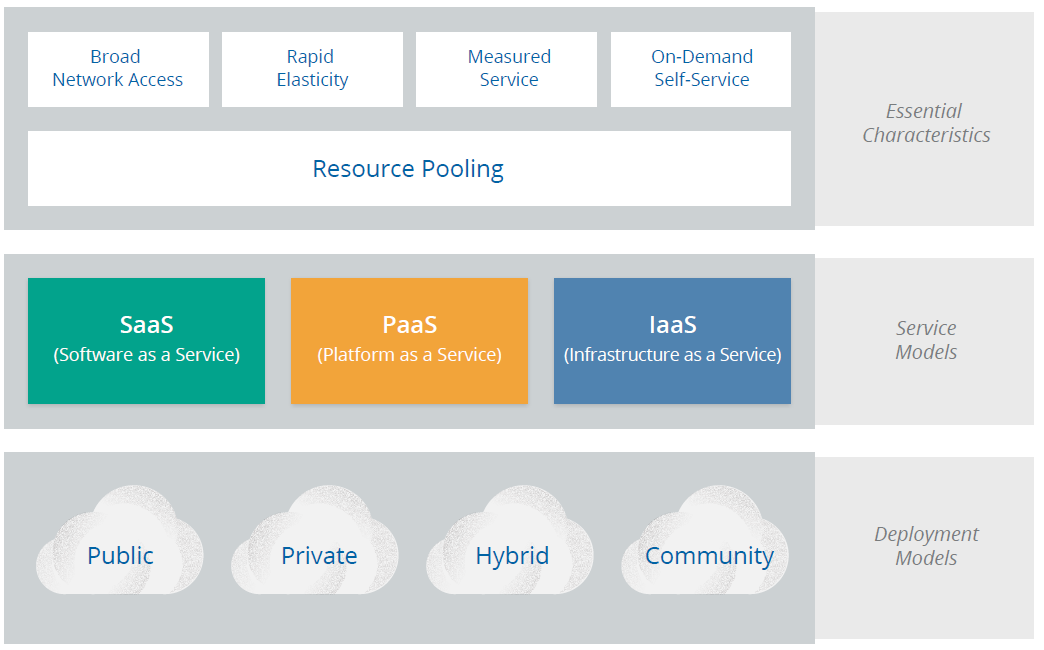 Broad
Network Access
Rapid
Elasticity
Measured
Service
On-Demand
Self-Service
Resource Pooling
Essential
Characteristics
SaaS
(Software as a Service)
PaaS
(Platform as a Service)
IaaS
(Infrastructure as a Service)
Service
Models
Public
Private
Hybrid
Community
Deployment
Models